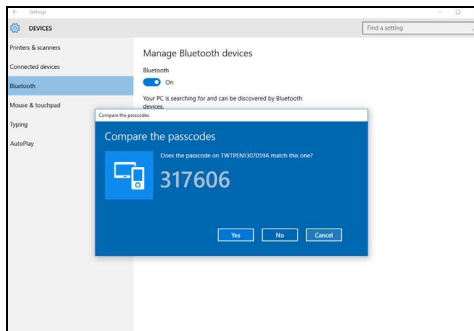 Settings
DEVICES
Find a setting
Printers & scanners
Connected devices
Bluetooth
Mouse & touchpad
Typing
AutoPlay
Manage Bluetooth devices
Bluetooth
On
Your PC is searching for and can be discovered by Bluetooth
devices.
Compare the passcodes
Compare the passcodes
Does the passcode on TWTPENI307059A match this one?
317606
Yes
No
Cancel